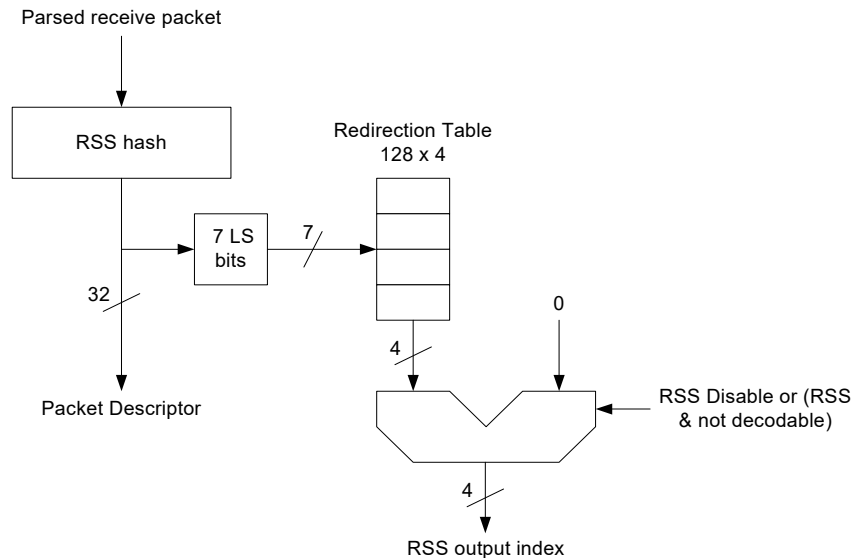 Parsed receive packet
RSS hash
Redirection Table
128 x 4
7 LS
bits
7
32
0
4
Packet Descriptor
RSS Disable or (RSS
& not decodable)
4
RSS output index